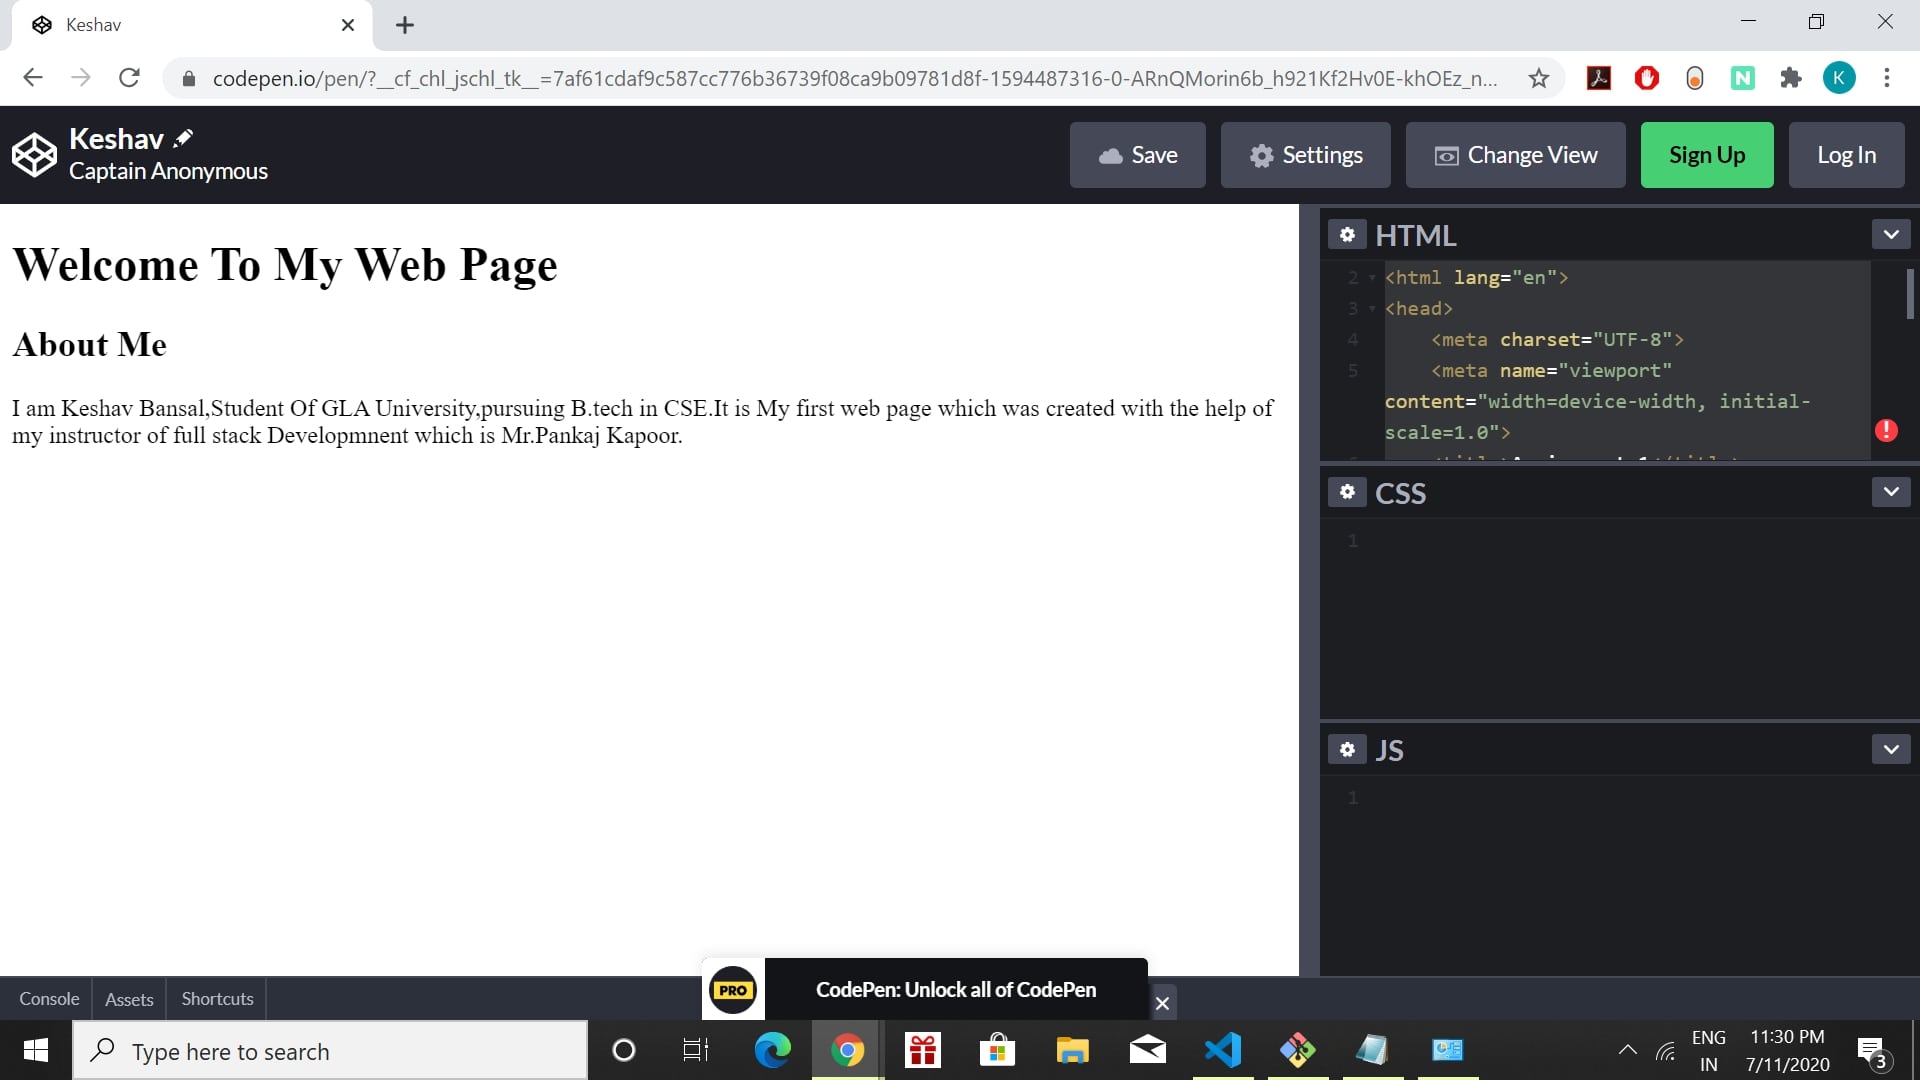 Keshav
codepen.io/pen/?__cf_chl_jschl_tk__=7af61cdaf9c587cc776b36739f08ca9b09781d8f-1594487316-0-ARnQMorin6b_h921Kf2Hv0E-khOEz_n...
K
Keshav
Captain Anonymous
Save
Settings
Change View
Sign Up
Log In
Welcome To My Web Page
About Me
I am Keshav Bansal,Student Of GLA University,pursuing B.tech in CSE.It is My first web page which was created with the help of
my instructor of full stack Developmnent which is Mr.Pankaj Kapoor.
HTML
2 <html lang="en">
3 <head>
4 <meta charset="UTF-8">
5 <meta name="viewport"
content="width=device-width, initial-
scale=1.0">
CSS
1
JS
1
Console
Assets
Shortcuts
PRO
CodePen: Unlock all of CodePen
Type here to search
ENG
IN
11:30 PM
7/11/2020
3